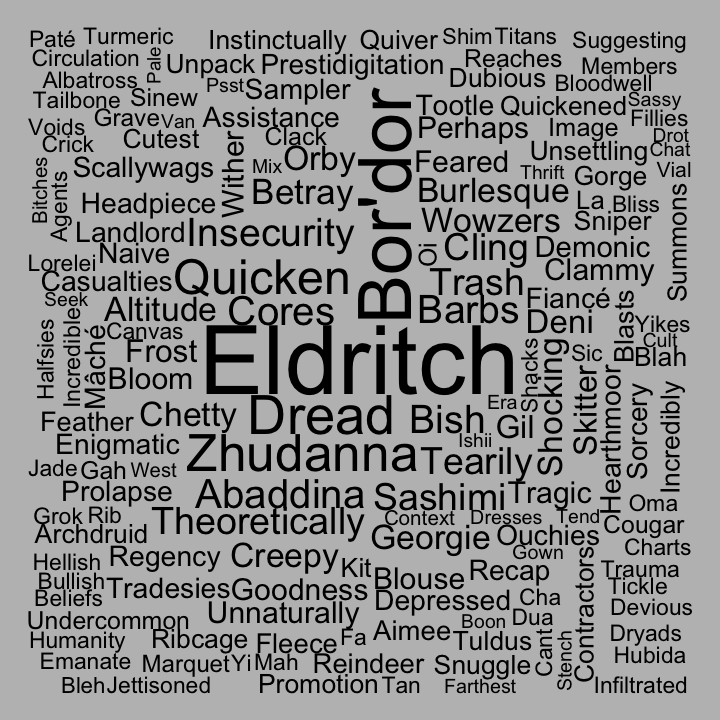 Paté Turmeric Instinctually Quiver Shim Titans Suggesting
Circulation Pale Unpack Prestidigitation Reaches Members
Albatross Psst Sampler Dubious Bloodwell
Tailbone Sinew Tootle Quickened Sassy
Voids Grave Van Assistance Perhaps Image Fillies
Crick Cutest Clack Unsettling Drot Chat
Scallywags Wither Mix Orby Bor'dor Feared Thrift Gorge Vial
Bitches Agents Headpiece Betray Burlesque La Bliss
Landlord Insecurity Wowzers Sniper Summons
Lorelei Naive Oi Cling Demonic
Casualties Quicken Trash Clammy
Seek Altitude Cores Barbs Fiancé
Halfsies Incredible Mâché Canvas Deni Blasts Yikes
Frost Eldritch Shacks Sic Cult Blah
Bloom Shocking Skitter Hearthmoor Sorcery Incredibly
Feather Chetty Dread Bish Era Gil
Enigmatic Zhudanna Ishii Tearily
Jade Gah West
Prolapse Abaddina Sashimi Tragic Oma
Grok Rib Theoretically Context Dresses Tend Cougar
Archdruid Georgie Ouchies Charts
Hellish Regency Creepy Kit Gown Contractors Trauma
Bullish Tradesies Goodness Blouse Recap Tickle
Beliefs Depressed Cha Devious
Undercommon Unnaturally Boon Dua
Humanity Ribcage Fleece Fa Aimee Tuldus Cant Stench Dryads
Emanate Marquet Yi Mah Reindeer Snuggle Hubida
Bleh Jettisoned Promotion Tan Farthest Infiltrated